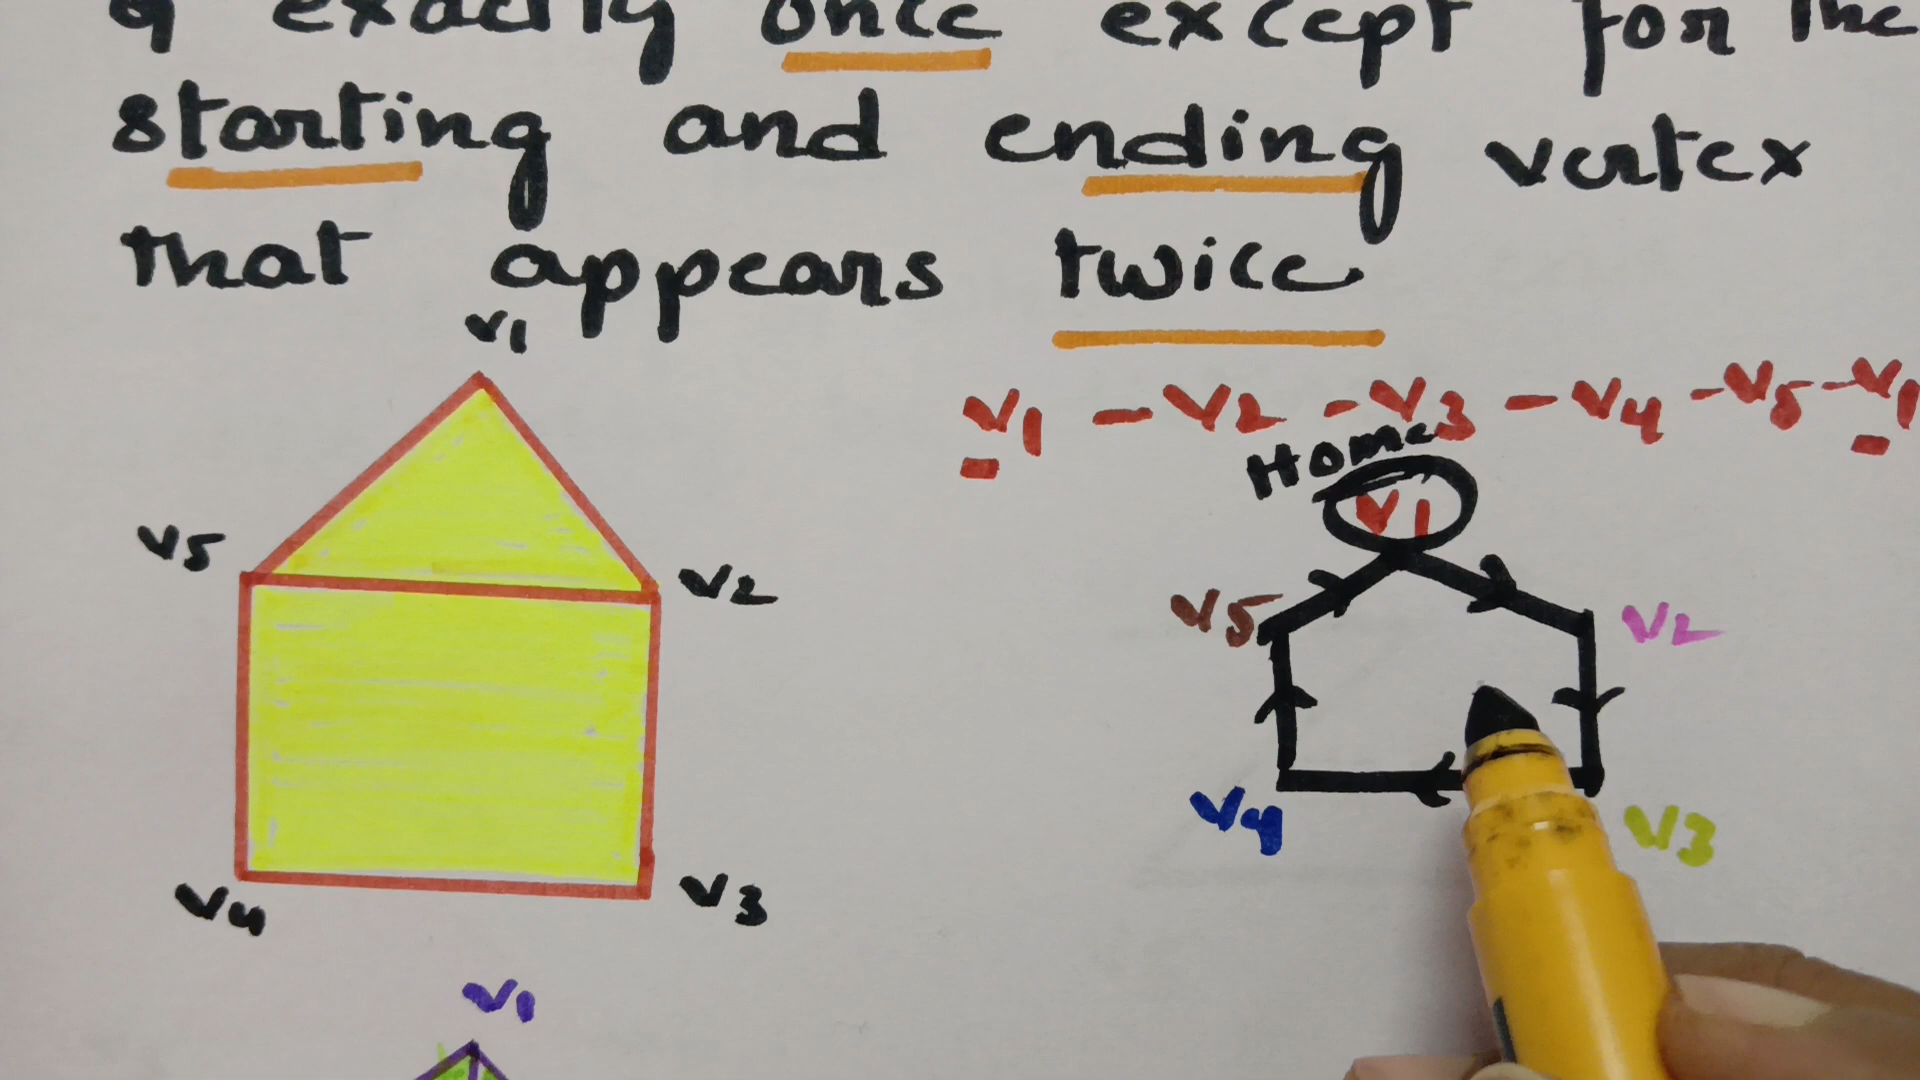 exactly once except for the
starting and ending vertex
that appears twice
v1
v5
v2
v4
v3
v1 - v2 - v3 - v4 - v5 - v1
Home
v1
v5
v2
v4
v3
v1